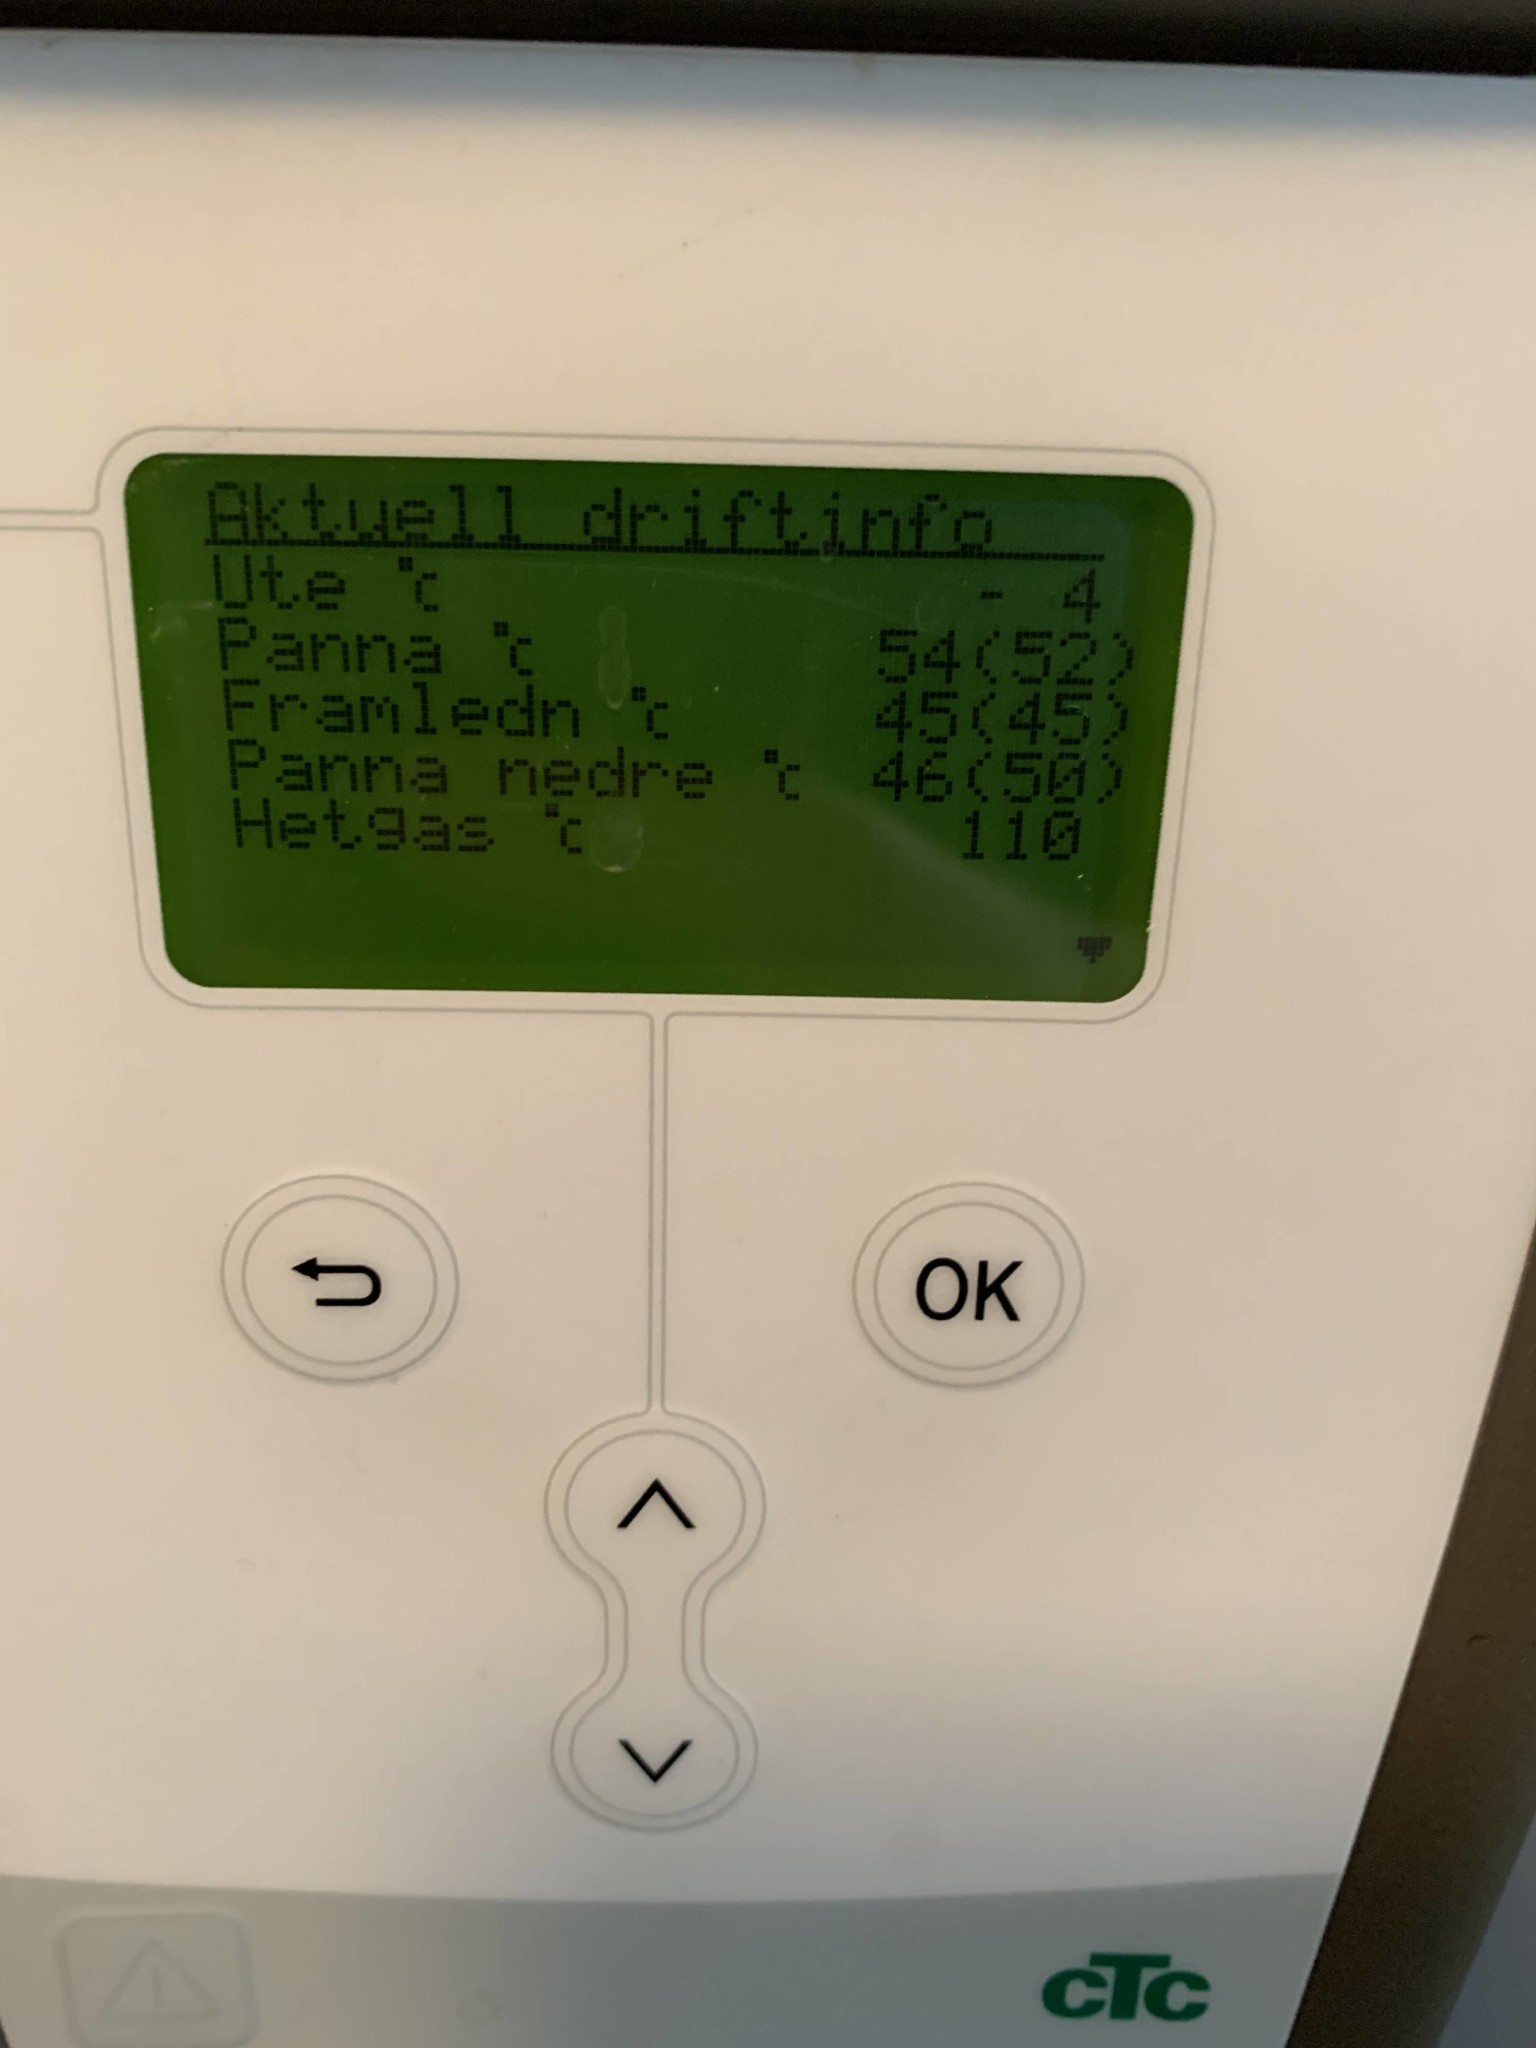 Aktuell driftinfo
Ute °C - 4
Panna °C 54(52)
Framledn °C 45(45)
Panna nedre °C 46(50)
Hetgas °C 110
OK
CTC